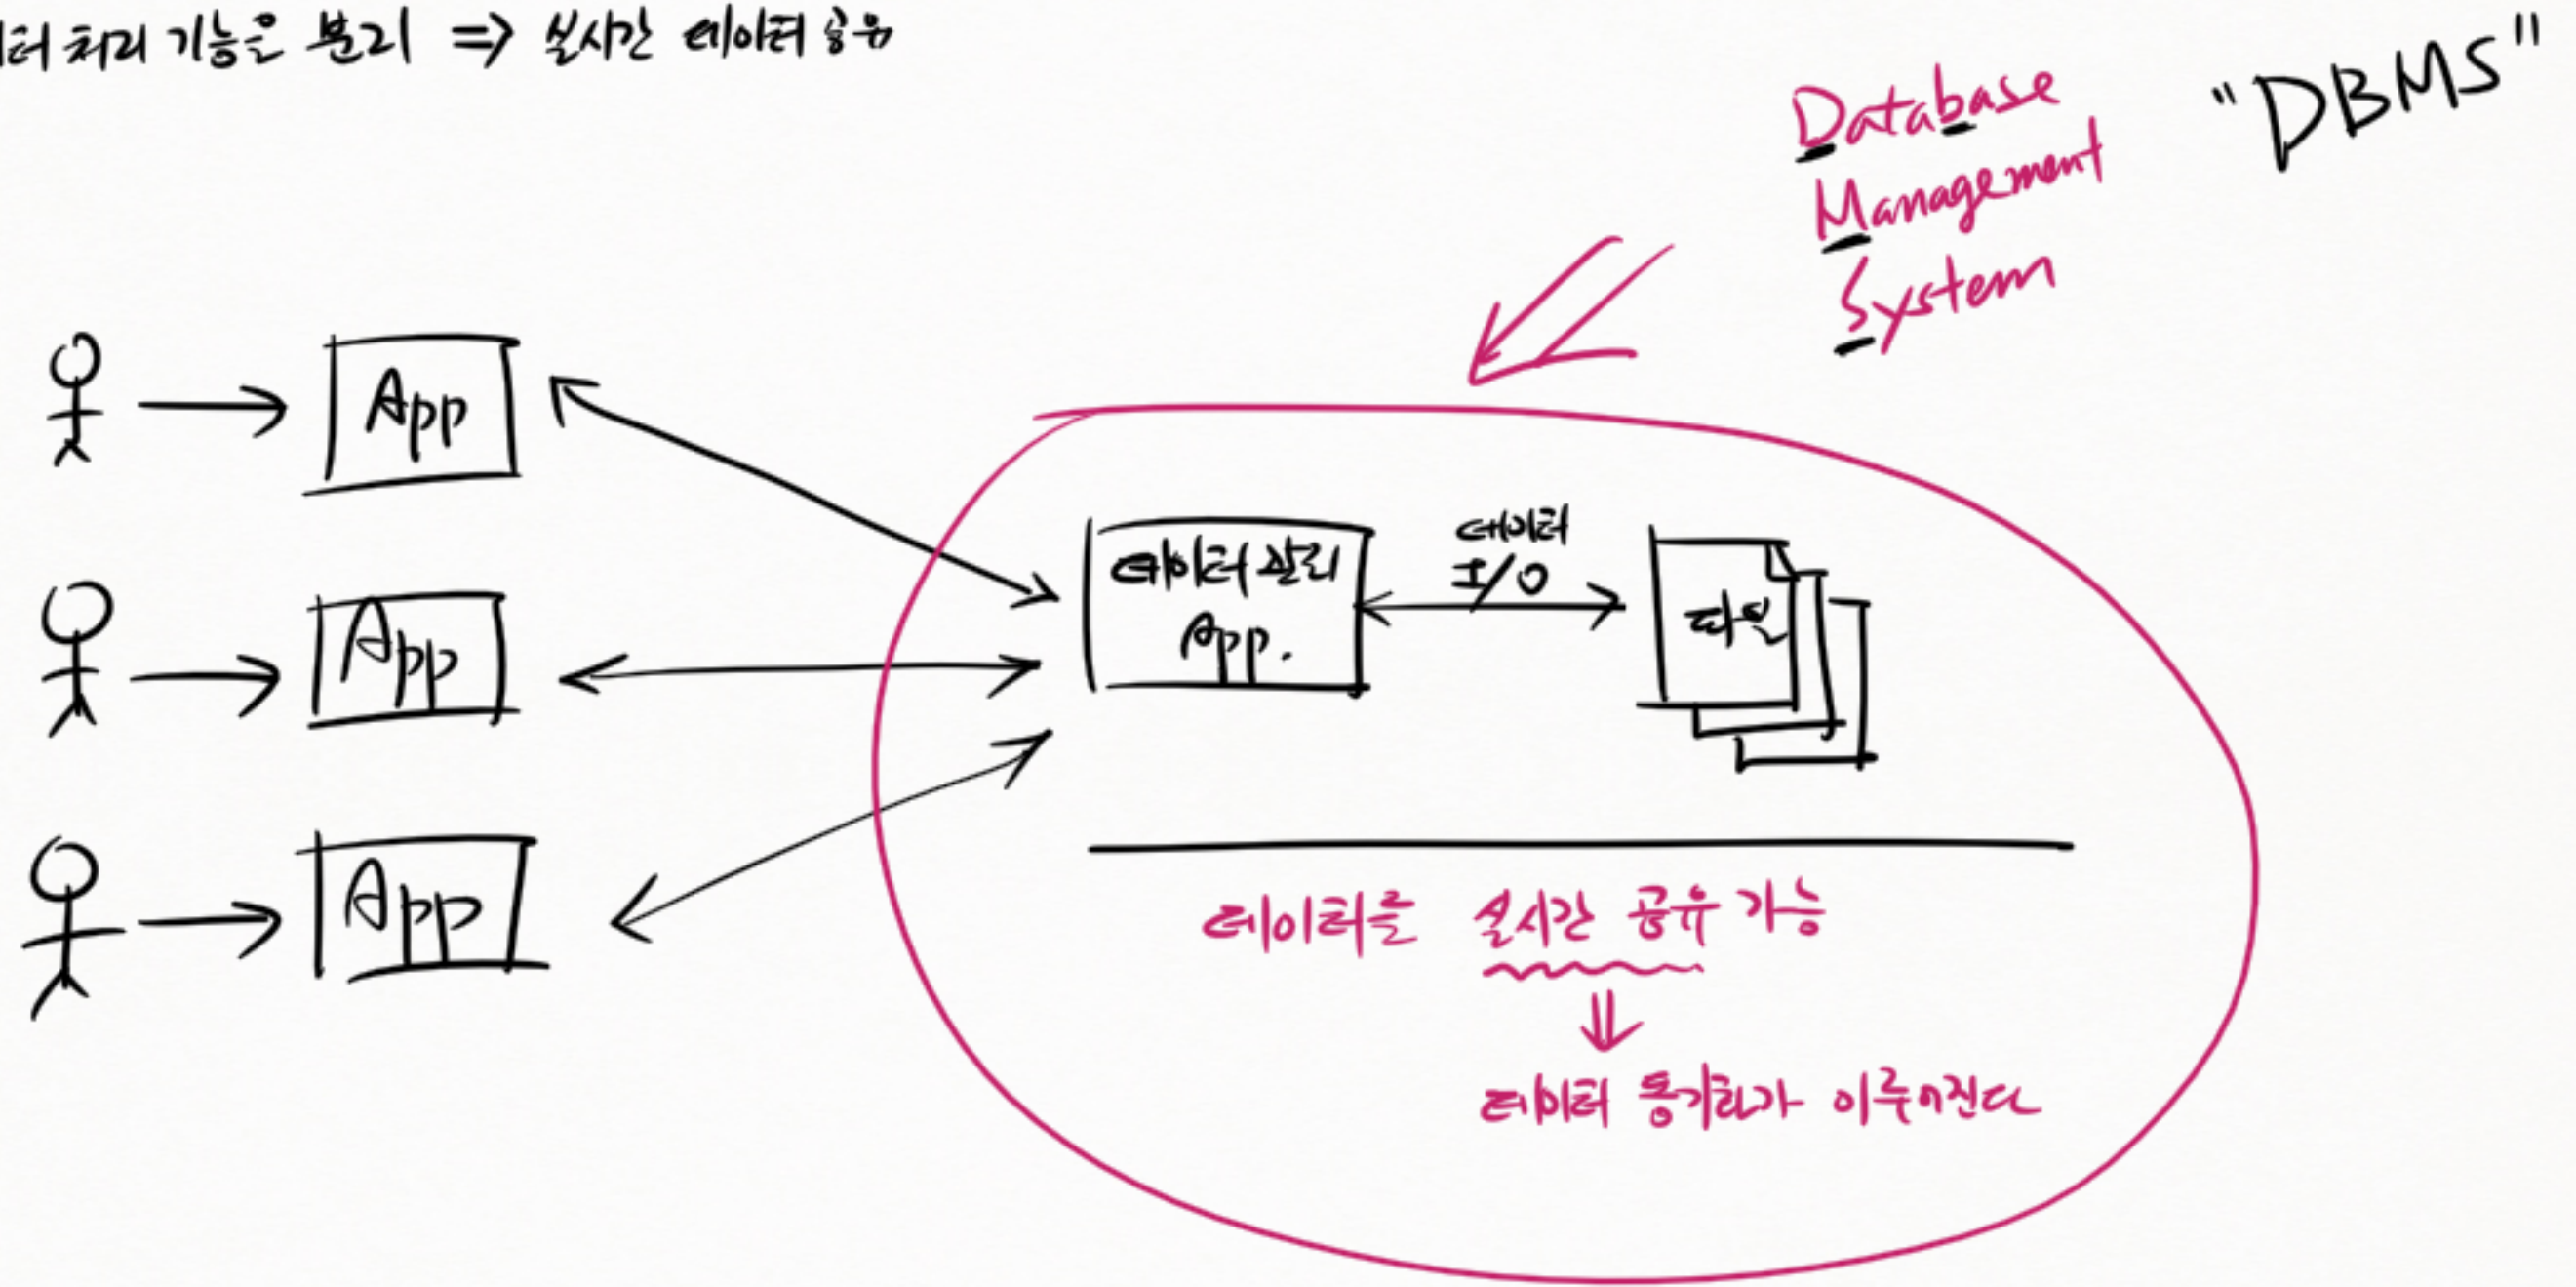 터 처리 기능을 분리 => 실시간 데이터 공유
"DBMS"
Database
Management
System
App
App
App
데이터 관리
App.
데이터
I/O
파일
데이터를 실시간 공유 가능
데이터 동기화가 이루어진다